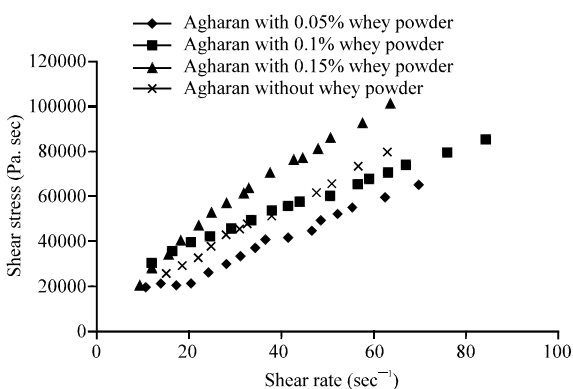 Agharan with 0.05% whey powder
Agharan with 0.1% whey powder
Agharan with 0.15% whey powder
Agharan without whey powder
120000
100000
80000
60000
40000
20000
0
Shear stress (Pa. sec)
0 20 40 60 80 100
Shear rate (sec⁻¹)